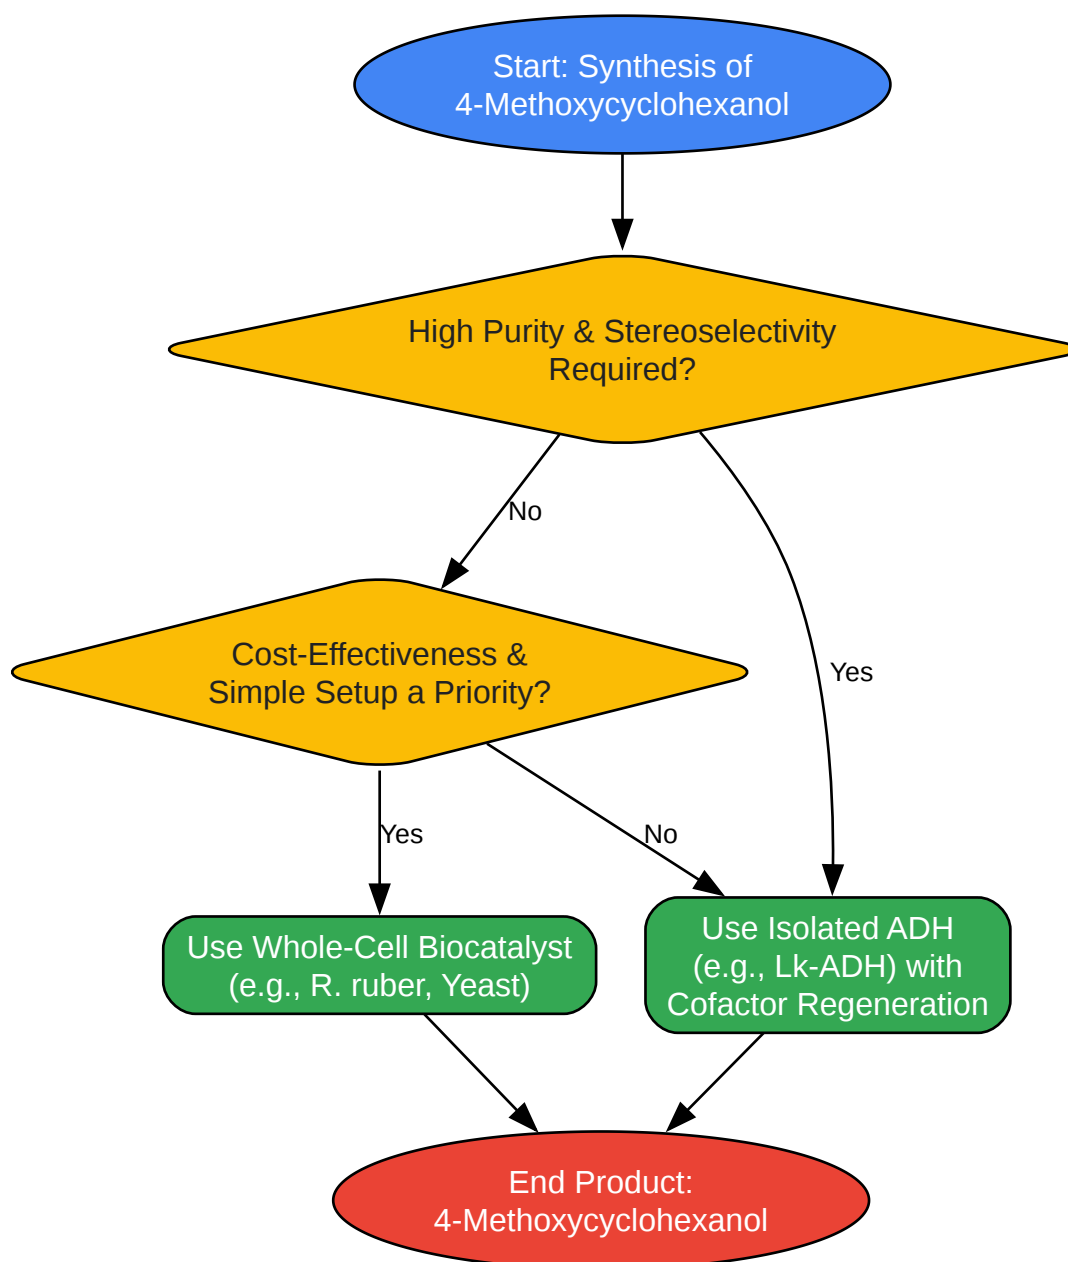 Start: Synthesis of
4-Methoxycyclohexanol
High Purity & Stereoselectivity
Required?
No
Cost-Effectiveness &
Simple Setup a Priority?
Yes
Yes
No
Use Whole-Cell Biocatalyst
(e.g., R. ruber, Yeast)
Use Isolated ADH
(e.g., Lk-ADH) with
Cofactor Regeneration
End Product:
4-Methoxycyclohexanol